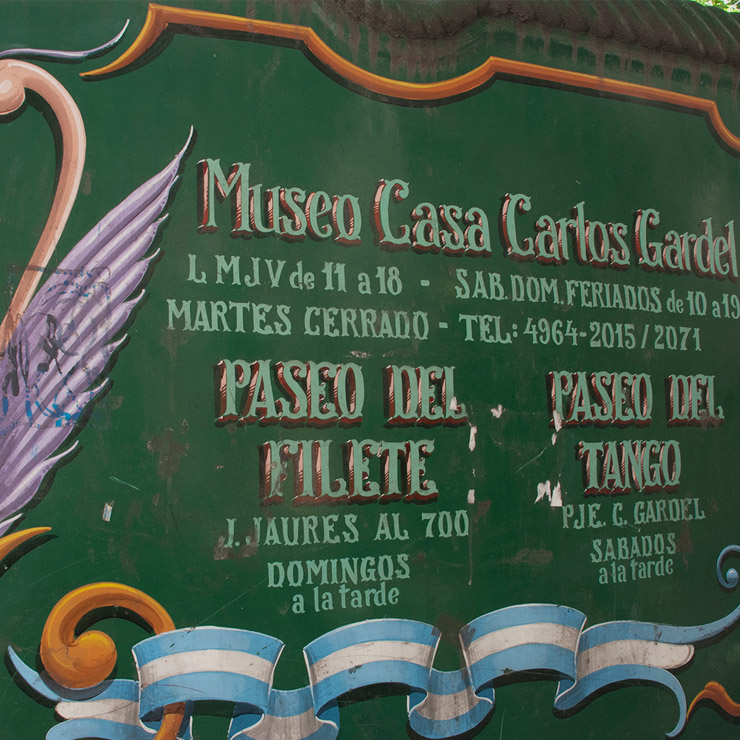 Museo Casa Carlos Gardel
L M J V de 11 a 18 - SAB. DOM. FERIADOS de 10 a 19
MARTES CERRADO - TEL: 4964-2015 / 2071
PASEO DEL
FILETE
J. JAURES AL 700
DOMINGOS
a la tarde
PASEO DEL
TANGO
PJE. C. GARDEL
SABADOS
a la tarde